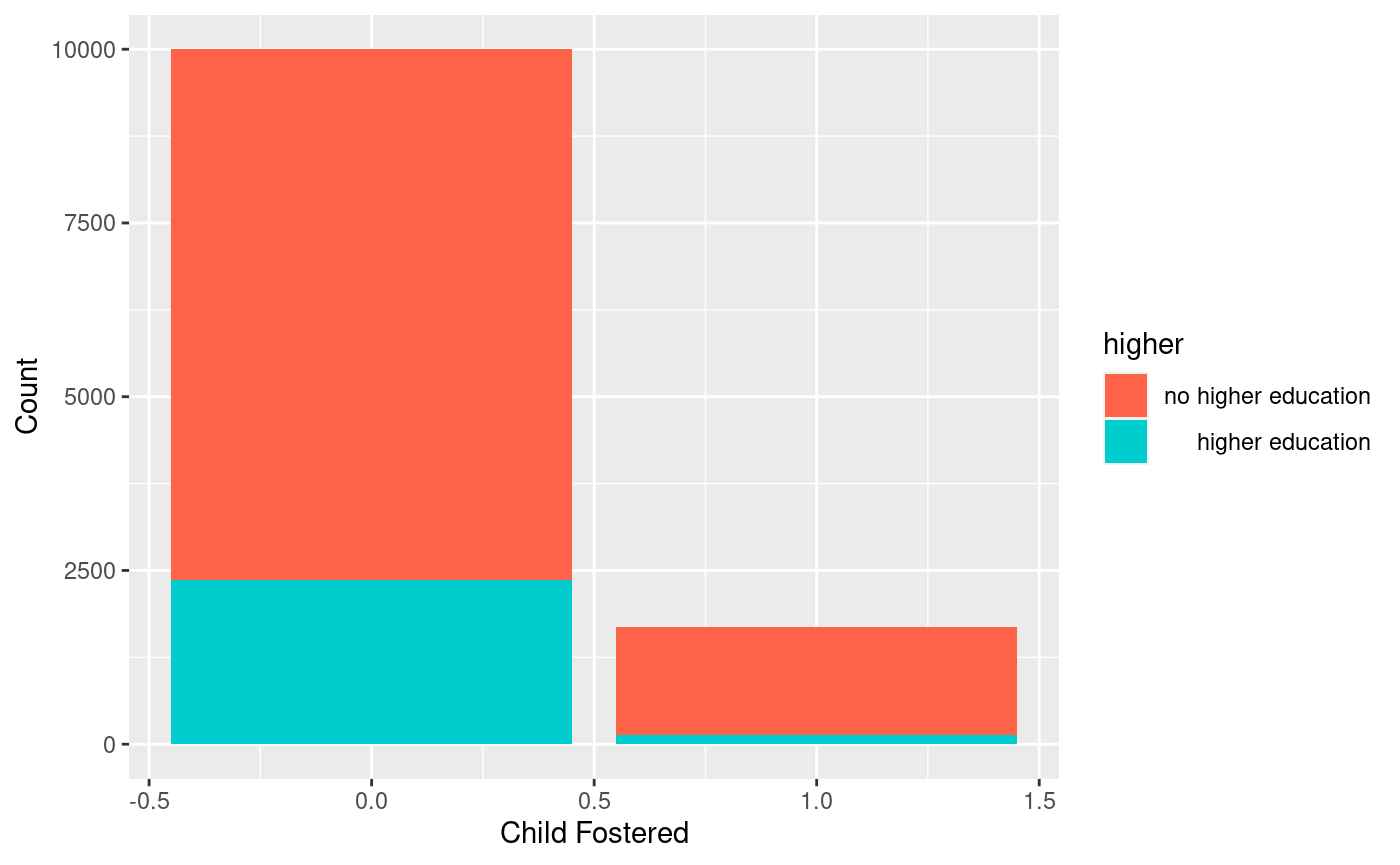 10000
7500
5000
2500
0
Count
-0.5 0.0 0.5 1.0 1.5
Child Fostered
higher
no higher education
higher education